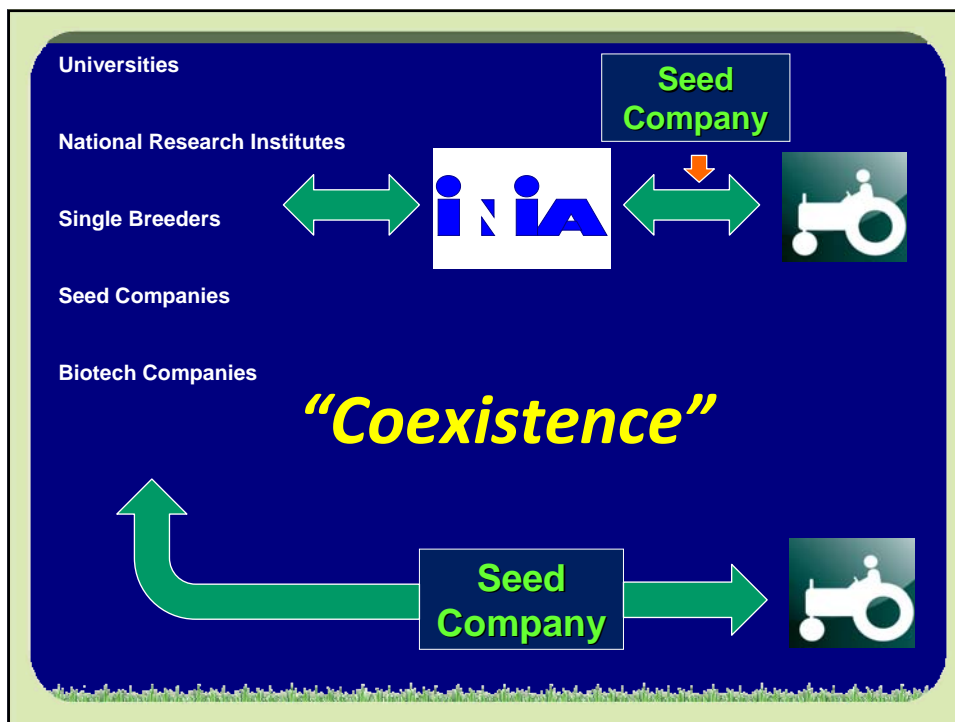 Universities
Seed
Company
National Research Institutes
iNiA
Single Breeders
Seed Companies
Biotech Companies
“Coexistence”
Seed
Company